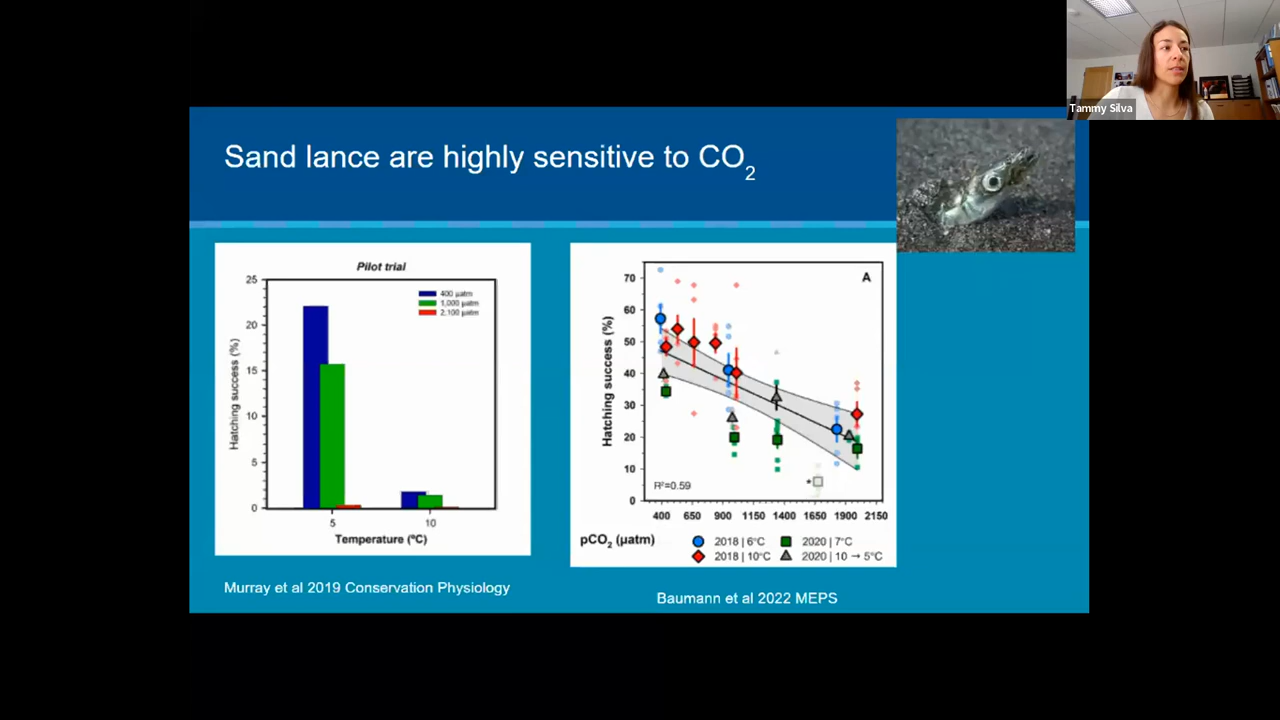 Tammy Silva
Sand lance are highly sensitive to CO2
Pilot trial
25
20
15
10
5
0
Hatching success (%)
400 µatm
1,000 µatm
2,100 µatm
5
10
Temperature (ºC)
Murray et al 2019 Conservation Physiology
A
70
60
50
40
30
20
10
0
Hatching success (%)
*
R²=0.59
400 650 900 1150 1400 1650 1900 2150
pCO2 (µatm)
2018 | 6°C
2020 | 7°C
2018 | 10°C
2020 | 10 → 5°C
Baumann et al 2022 MEPS